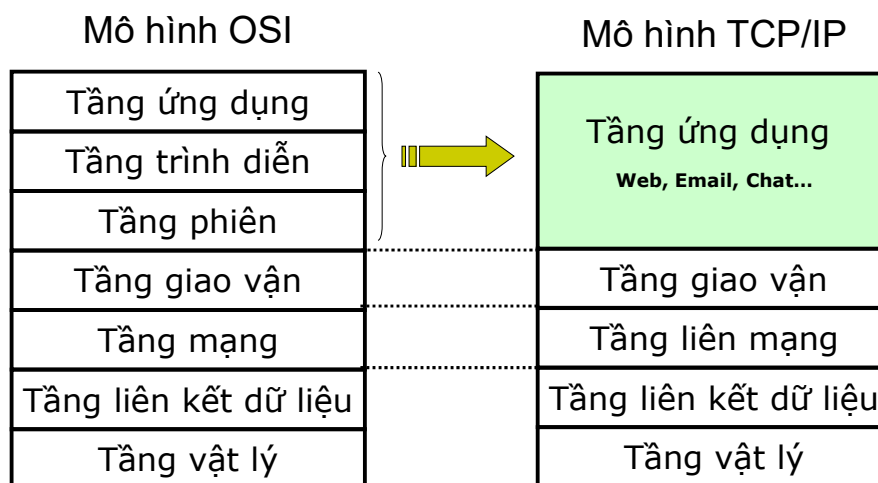 Mô hình OSI
Tầng ứng dụng
Tầng trình diễn
Tầng phiên
Tầng giao vận
Tầng mạng
Tầng liên kết dữ liệu
Tầng vật lý
Mô hình TCP/IP
Tầng ứng dụng
Web, Email, Chat...
Tầng giao vận
Tầng liên mạng
Tầng liên kết dữ liệu
Tầng vật lý